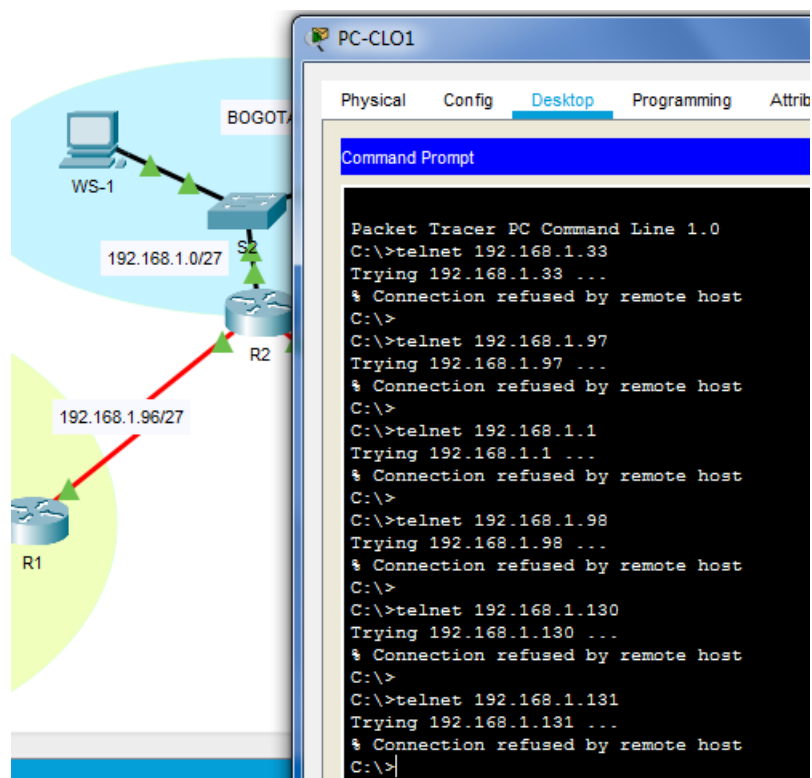 PC-CLO1
Physical Config Desktop Programming Attrib
BOGOTA
Command Prompt
WS-1
S2
192.168.1.0/27
R2
192.168.1.96/27
R1
Packet Tracer PC Command Line 1.0
C:\>telnet 192.168.1.33
Trying 192.168.1.33 ...
% Connection refused by remote host
C:\>
C:\>telnet 192.168.1.97
Trying 192.168.1.97 ...
% Connection refused by remote host
C:\>
C:\>telnet 192.168.1.1
Trying 192.168.1.1 ...
% Connection refused by remote host
C:\>
C:\>telnet 192.168.1.98
Trying 192.168.1.98 ...
% Connection refused by remote host
C:\>
C:\>telnet 192.168.1.130
Trying 192.168.1.130 ...
% Connection refused by remote host
C:\>
C:\>telnet 192.168.1.131
Trying 192.168.1.131 ...
% Connection refused by remote host
C:\>